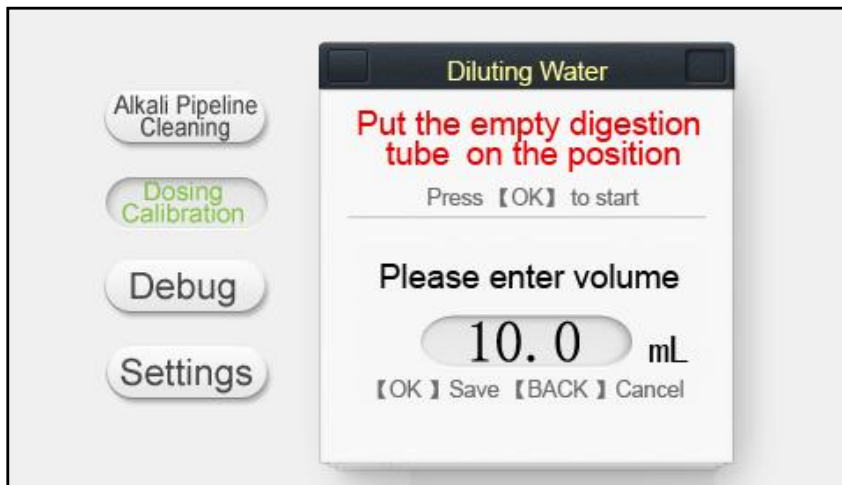 Alkali Pipeline
Cleaning
Dosing
Calibration
Debug
Settings
Diluting Water
Put the empty digestion
tube on the position
Press【OK】to start
Please enter volume
10.0 mL
【OK】Save【BACK】Cancel